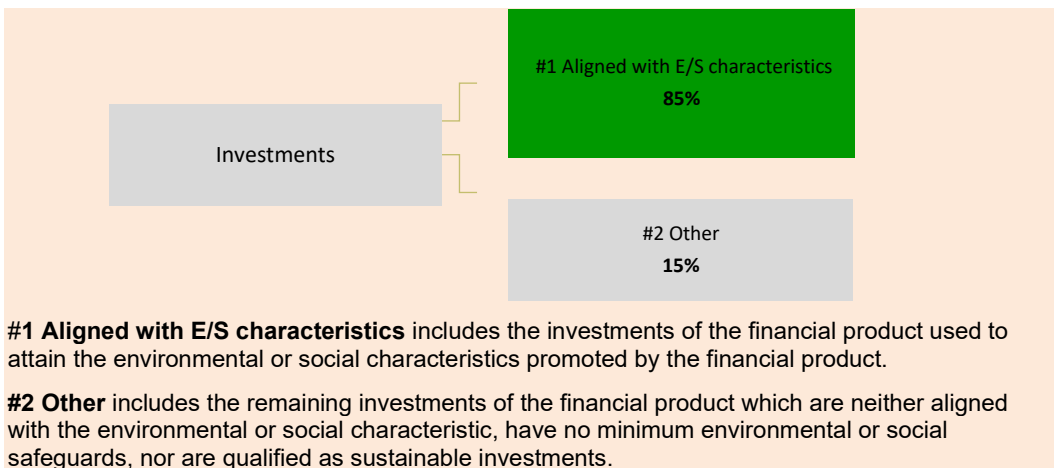 #1 Aligned with E/S characteristics
85%
Investments
#2 Other
15%
#1 Aligned with E/S characteristics includes the investments of the financial product used to
attain the environmental or social characteristics promoted by the financial product.
#2 Other includes the remaining investments of the financial product which are neither aligned
with the environmental or social characteristic, have no minimum environmental or social
safeguards, nor are qualified as sustainable investments.